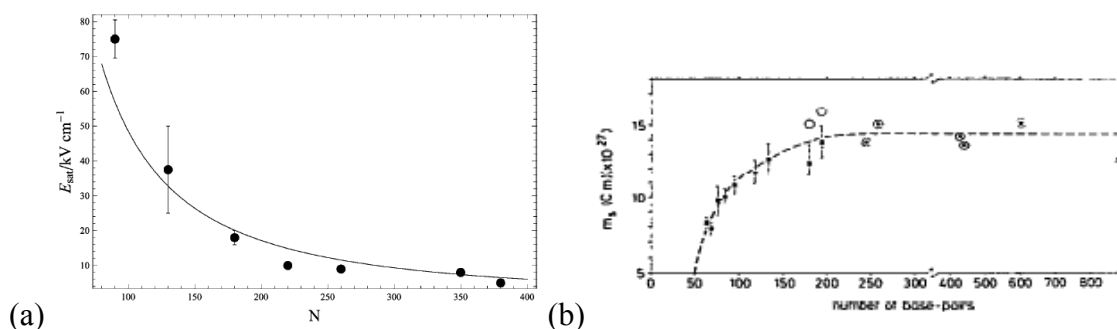 80
70
60
50
40
30
20
10
E_sat/kV cm⁻¹
100 150 200 250 300 350 400
N
(a)
15
10
5
m_s (C m)(x10^27)
0 50 100 150 200 250 300 400 500 600 800
number of base-pairs
(b)